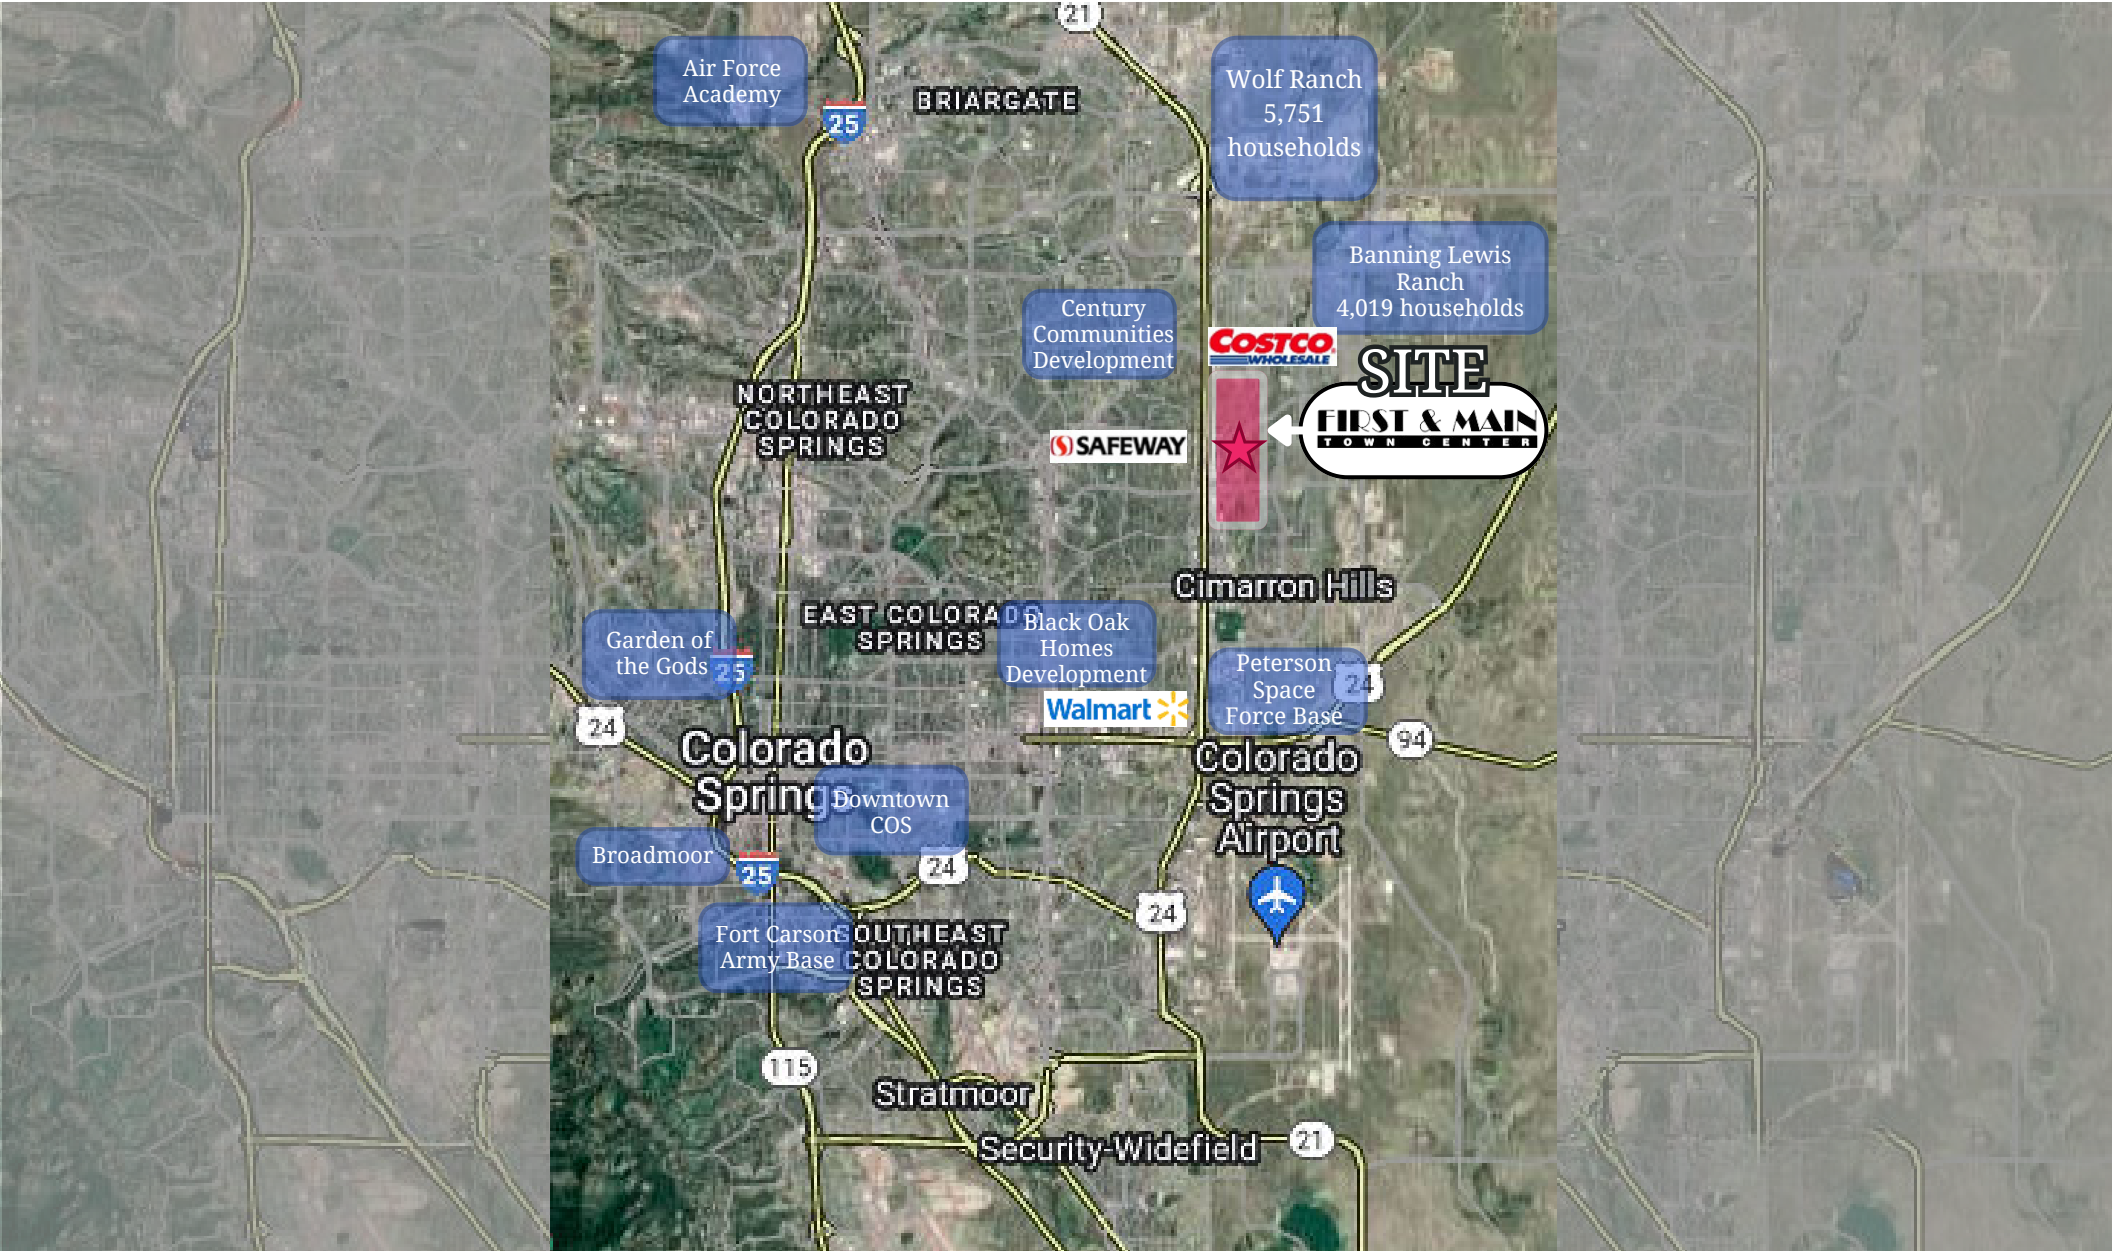 21
Air Force
Academy
25
BRIARGATE
Wolf Ranch
5,751
households
Banning Lewis
Ranch
4,019 households
Century
Communities
Development
COSTCO
WHOLESALE
SITE
FIRST & MAIN
TOWN CENTER
NORTHEAST
COLORADO
SPRINGS
SAFEWAY
Cimarron Hills
EAST COLORADO
SPRINGS
Black Oak
Homes
Development
Garden of
the Gods
25
Peterson
Space
Force Base
24
Walmart
24
94
Colorado
Springs
Colorado
Springs
Airport
Downtown
COS
Broadmoor
25
24
24
Fort Carson
Army Base
SOUTHEAST
COLORADO
SPRINGS
115
Stratmoor
Security-Widefield
21